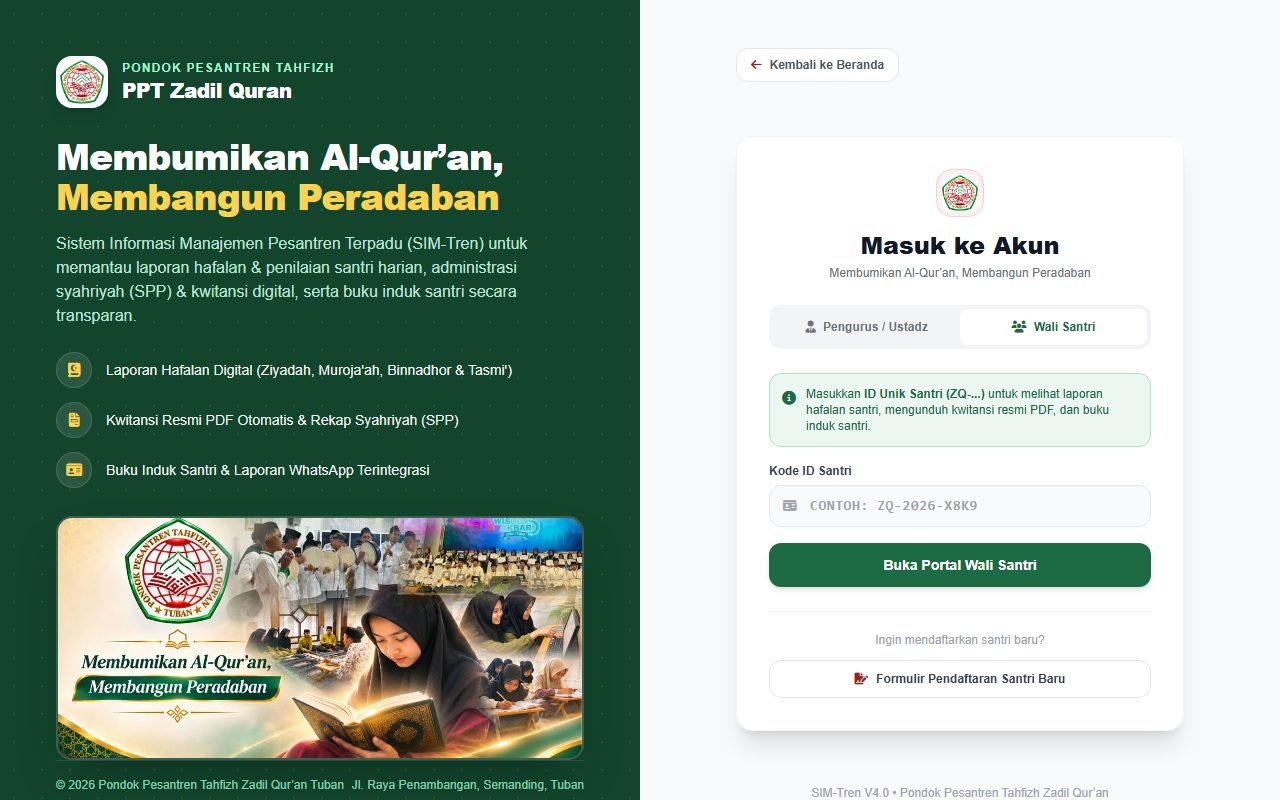 PONDOK PESANTREN TAHFIZH
PPT Zadil Quran
Membumikan Al-Qur’an,
Membangun Peradaban
Sistem Informasi Manajemen Pesantren Terpadu (SIM-Tren) untuk
memantau laporan hafalan & penilaian santri harian, administrasi
syahriyah (SPP) & kwitansi digital, serta buku induk santri secara
transparan.
Laporan Hafalan Digital (Ziyadah, Muroja'ah, Binnadhor & Tasmi')
Kwitansi Resmi PDF Otomatis & Rekap Syahriyah (SPP)
Buku Induk Santri & Laporan WhatsApp Terintegrasi
PONDOK PESANTREN TAHFIZH ZADIL QUR'AN
TUBAN
Membumikan Al-Qur’an,
Membangun Peradaban
© 2026 Pondok Pesantren Tahfizh Zadil Qur’an Tuban
Jl. Raya Penambangan, Semanding, Tuban
Kembali ke Beranda
Masuk ke Akun
Membumikan Al-Qur’an, Membangun Peradaban
Pengurus / Ustadz
Wali Santri
Masukkan ID Unik Santri (ZQ-...) untuk melihat laporan
hafalan santri, mengunduh kwitansi resmi PDF, dan buku
induk santri.
Kode ID Santri
CONTOH: ZQ-2026-X8K9
Buka Portal Wali Santri
Ingin mendaftarkan santri baru?
Formulir Pendaftaran Santri Baru
SIM-Tren V4.0 • Pondok Pesantren Tahfizh Zadil Qur’an